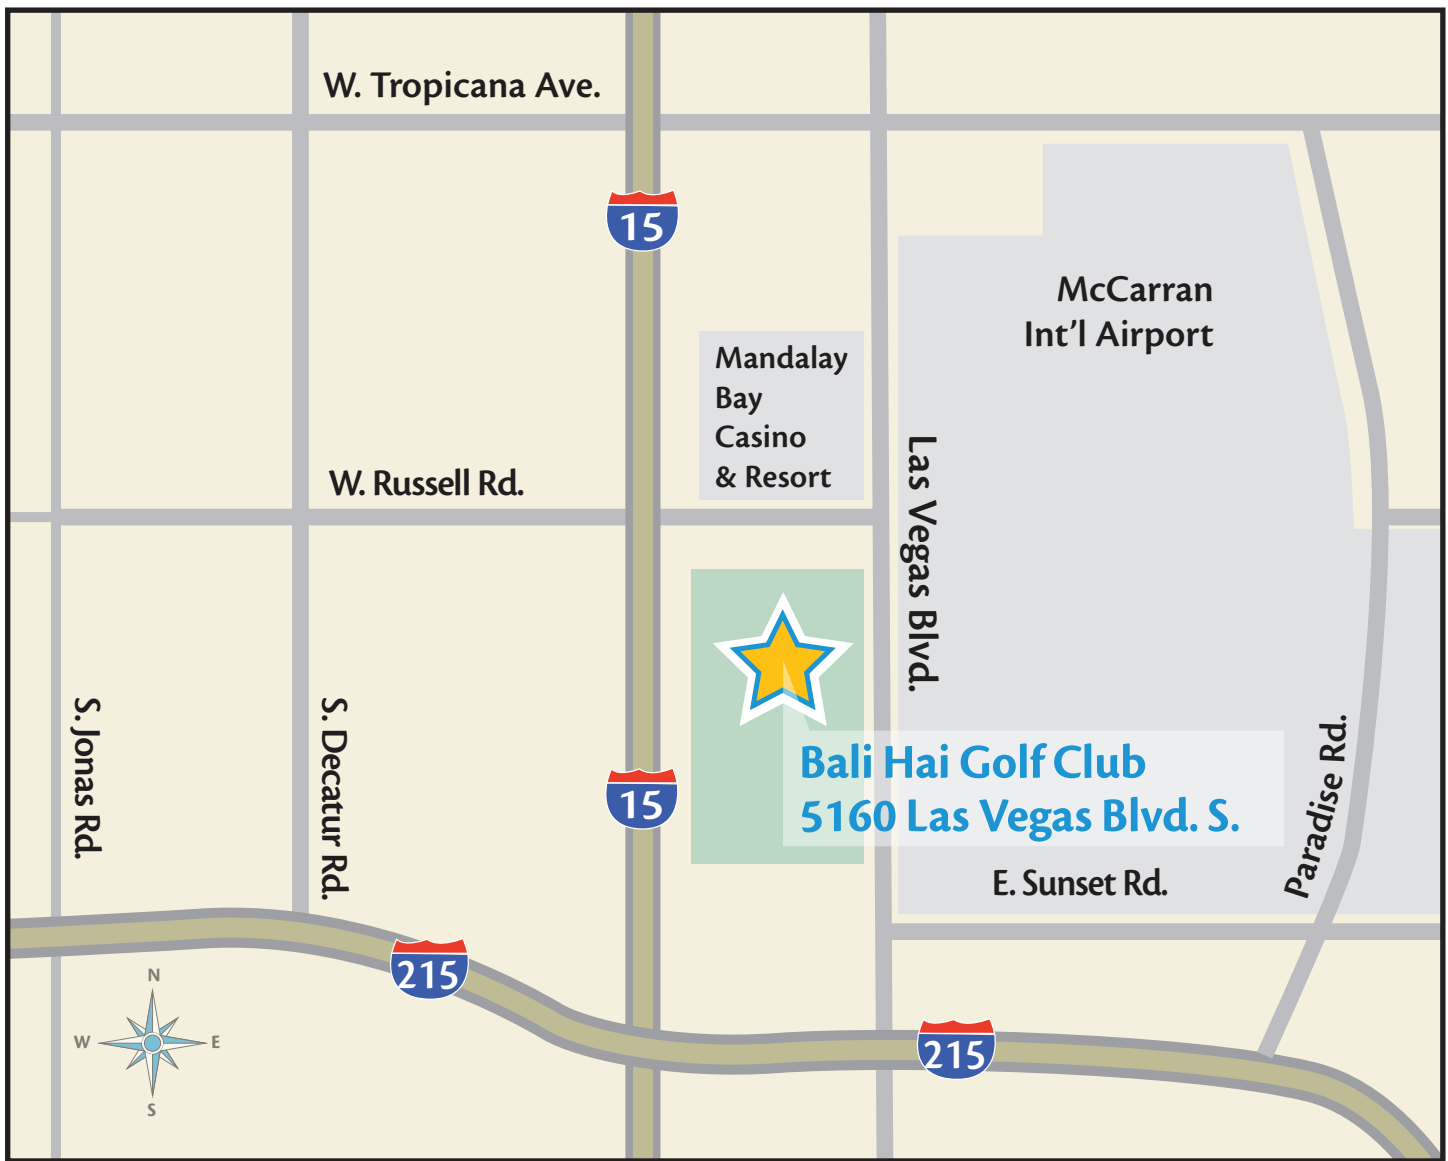 W. Tropicana Ave.
15
McCarran
Int’l Airport
Mandalay
Bay
Casino
& Resort
Las Vegas Blvd.
W. Russell Rd.
S. Jonas Rd.
S. Decatur Rd.
15
Bali Hai Golf Club
5160 Las Vegas Blvd. S.
Paradise Rd.
E. Sunset Rd.
215
215
N
W
E
S